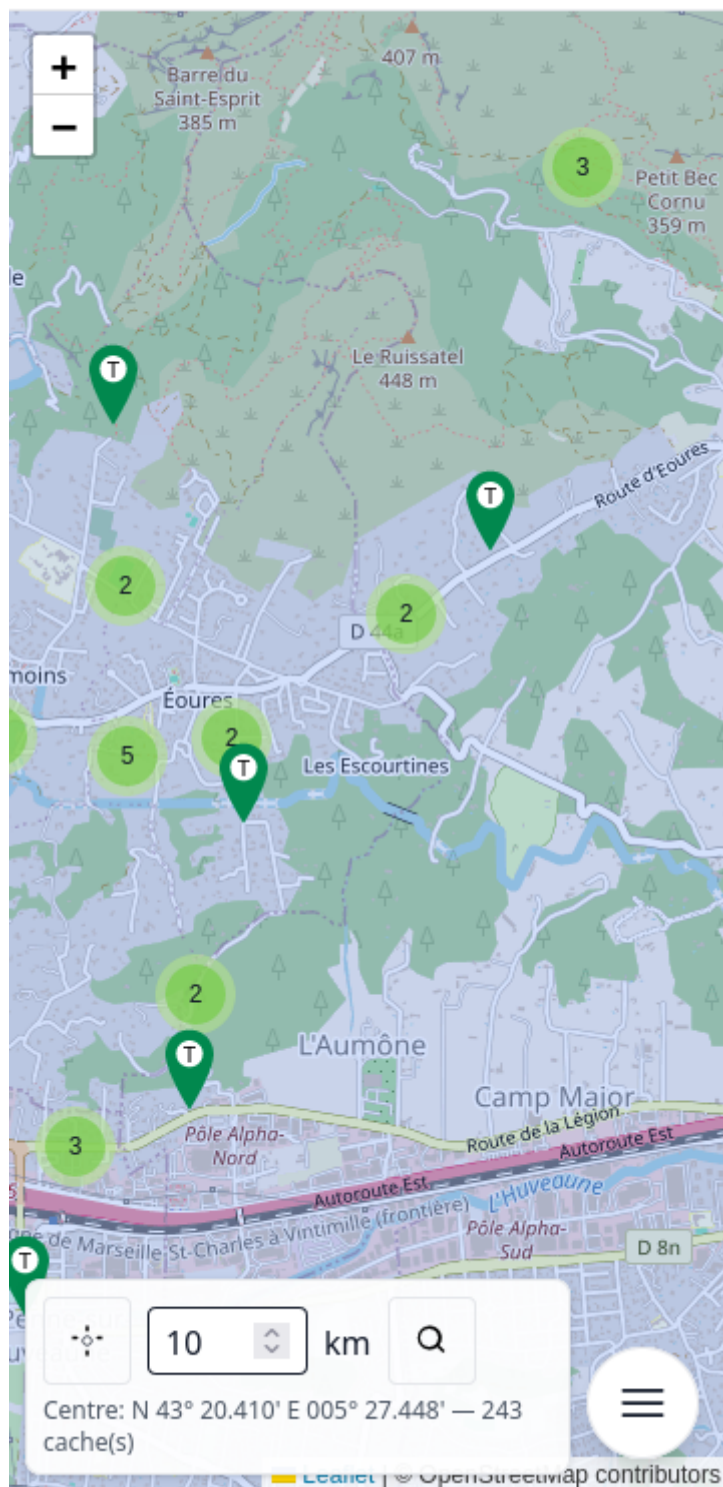 +
−
407 m
Barre du
Saint-Esprit
385 m
3
Petit Bec
Cornu
359 m
Le Ruissatel
448 m
T
T
Route d'Eoures
2
2
D 44a
moins
Éoures
5
2
T
Les Escourtines
2
L'Aumône
T
Camp Major
Route de la Légion
3
Pôle Alpha-
Nord
Autoroute Est
Autoroute Est
L'Huveaune
ne de Marseille St-Charles à Vintimille (frontière)
Pôle Alpha-
Sud
D 8n
T
10
km
Centre: N 43° 20.410' E 005° 27.448' — 243
cache(s)
Leaflet | © OpenStreetMap contributors